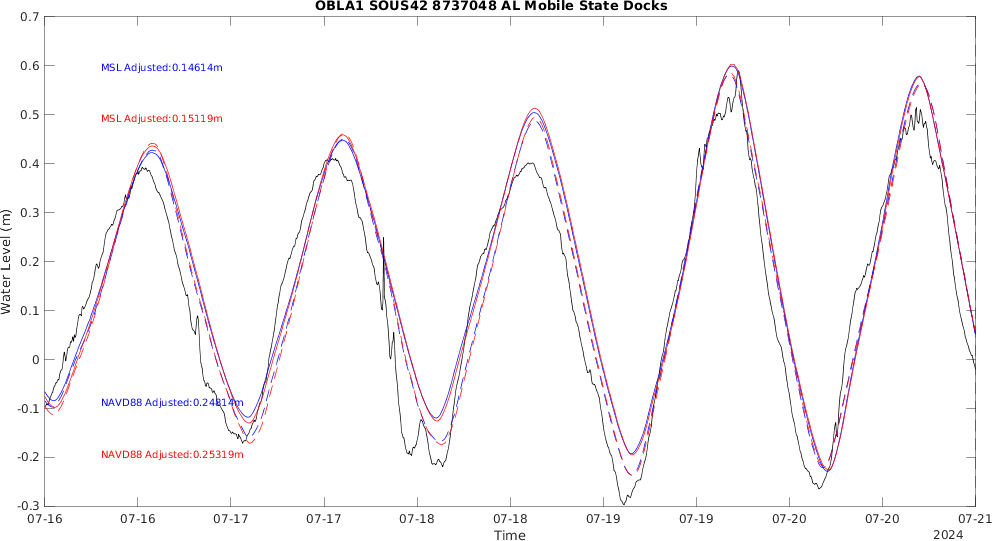 OBLA1 SOUS42 8737048 AL Mobile State Docks
0.7
0.6
0.5
0.4
0.3
0.2
0.1
0
-0.1
-0.2
-0.3
Water Level (m)
MSL Adjusted:0.14614m
MSL Adjusted:0.15119m
NAVD88 Adjusted:0.24814m
NAVD88 Adjusted:0.25319m
07-16 07-16 07-17 07-17 07-18 07-18 07-19 07-19 07-20 07-20 07-21
Time
2024